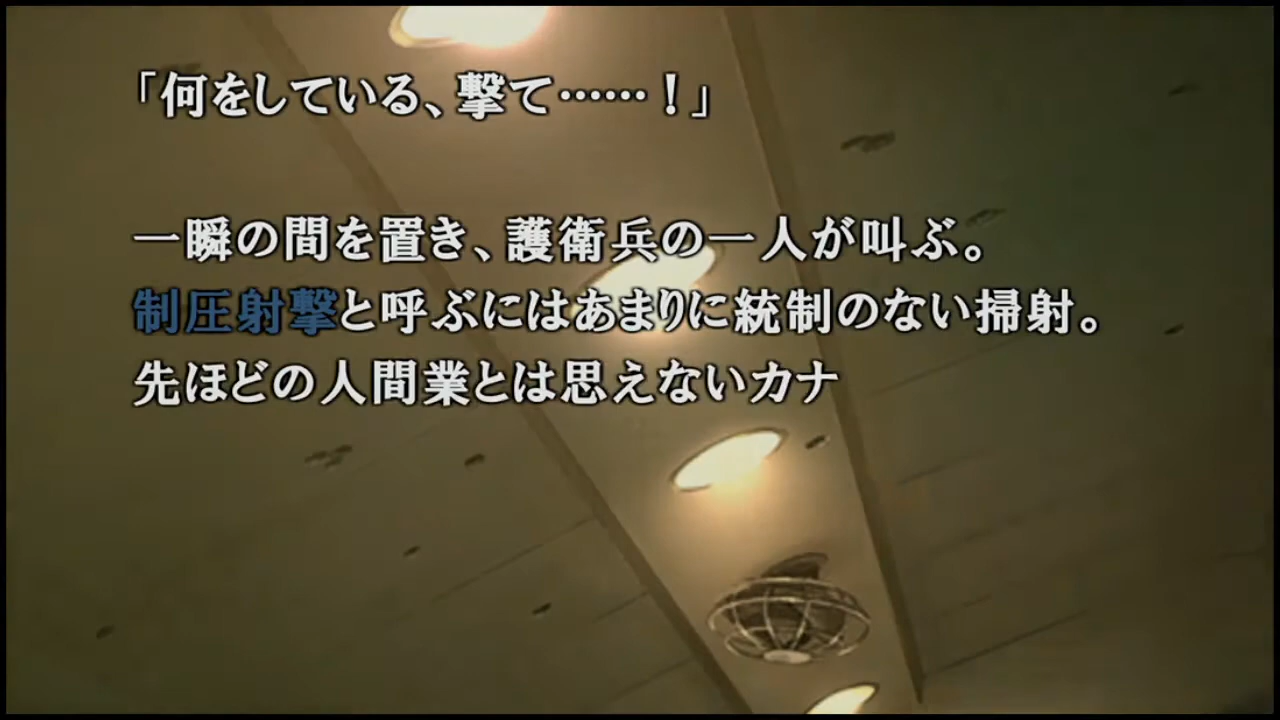 「何をしている、撃て……！」
一瞬の間を置き、護衛兵の一人が叫ぶ。
制圧射撃と呼ぶにはあまりに統制のない掃射。
先ほどの人間業とは思えないカナ